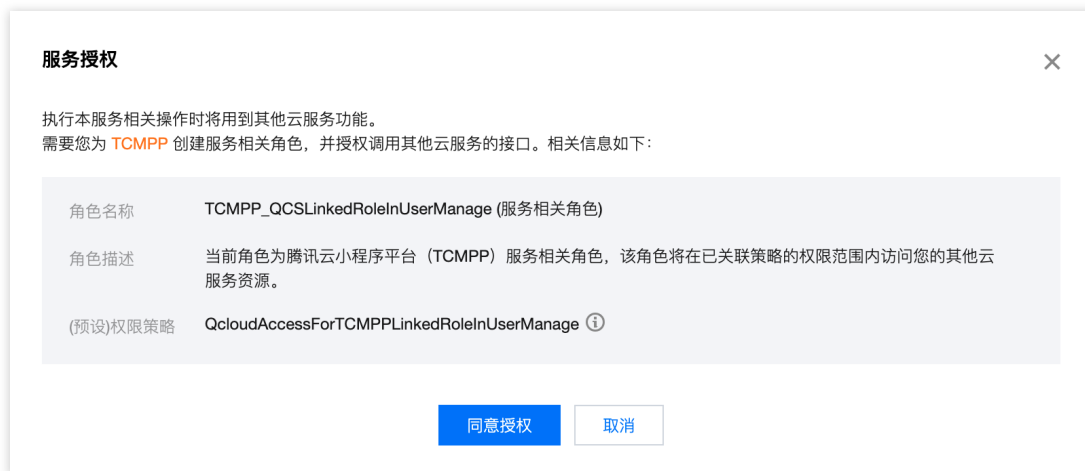 服务授权
执行本服务相关操作时将用到其他云服务功能。
需要您为 TCMPP 创建服务相关角色，并授权调用其他云服务的接口。相关信息如下：
角色名称 TCMPP_QCSLinkedRoleInUserManage (服务相关角色)
角色描述 当前角色为腾讯云小程序平台（TCMPP）服务相关角色，该角色将在已关联策略的权限范围内访问您的其他云
服务资源。
(预设)权限策略 QcloudAccessForTCMPPLinkedRoleInUserManage
同意授权 取消